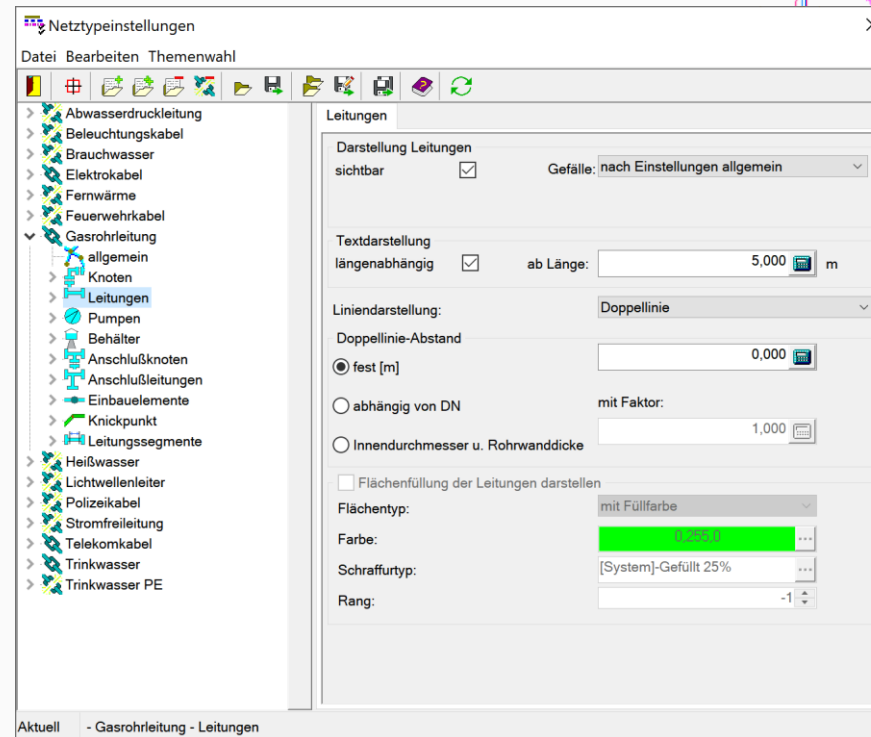 Netztypeinstellungen
Datei Bearbeiten Themenwahl
Abwasserdruckleitung
Beleuchtungskabel
Brauchwasser
Elektrokabel
Fernwärme
Feuerwehrkabel
Gasrohrleitung
allgemein
Knoten
Leitungen
Pumpen
Behälter
Anschlußknoten
Anschlußleitungen
Einbauelemente
Knickpunkt
Leitungssegmente
Heißwasser
Lichtwellenleiter
Polizeikabel
Stromfreileitung
Telekomkabel
Trinkwasser
Trinkwasser PE
Leitungen
Darstellung Leitungen
sichtbar Gefälle: nach Einstellungen allgemein
Textdarstellung
längenabhängig ab Länge: 5,000 m
Liniendarstellung: Doppellinie
Doppellinie-Abstand
fest [m] 0,000
abhängig von DN mit Faktor:
1,000
Innendurchmesser u. Rohrwanddicke
Flächenfüllung der Leitungen darstellen
Flächentyp: mit Füllfarbe
Farbe: 0,255,0 ...
Schraffurtyp: [System]-Gefüllt 25% ...
Rang: -1
Aktuell - Gasrohrleitung - Leitungen